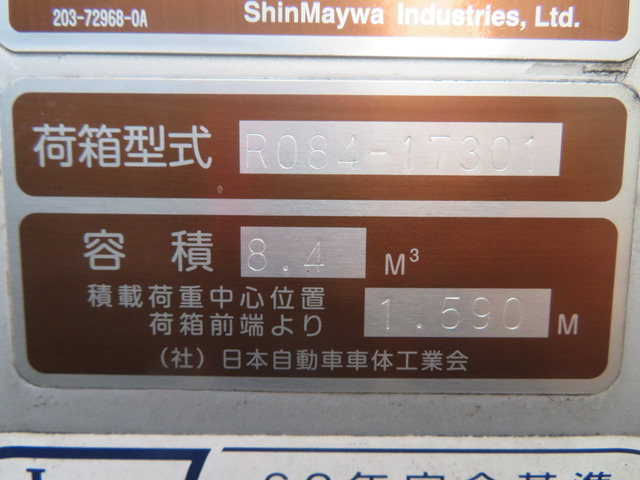 203-72968-0A
ShinMaywa Industries, Ltd.
荷箱型式 R084-17301
容積 8.4 M³
積載荷重中心位置
荷箱前端より 1.590 M
（社）日本自動車車体工業会